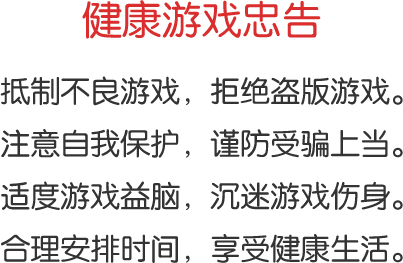 健康游戏忠告
抵制不良游戏，拒绝盗版游戏。
注意自我保护，谨防受骗上当。
适度游戏益脑，沉迷游戏伤身。
合理安排时间，享受健康生活。